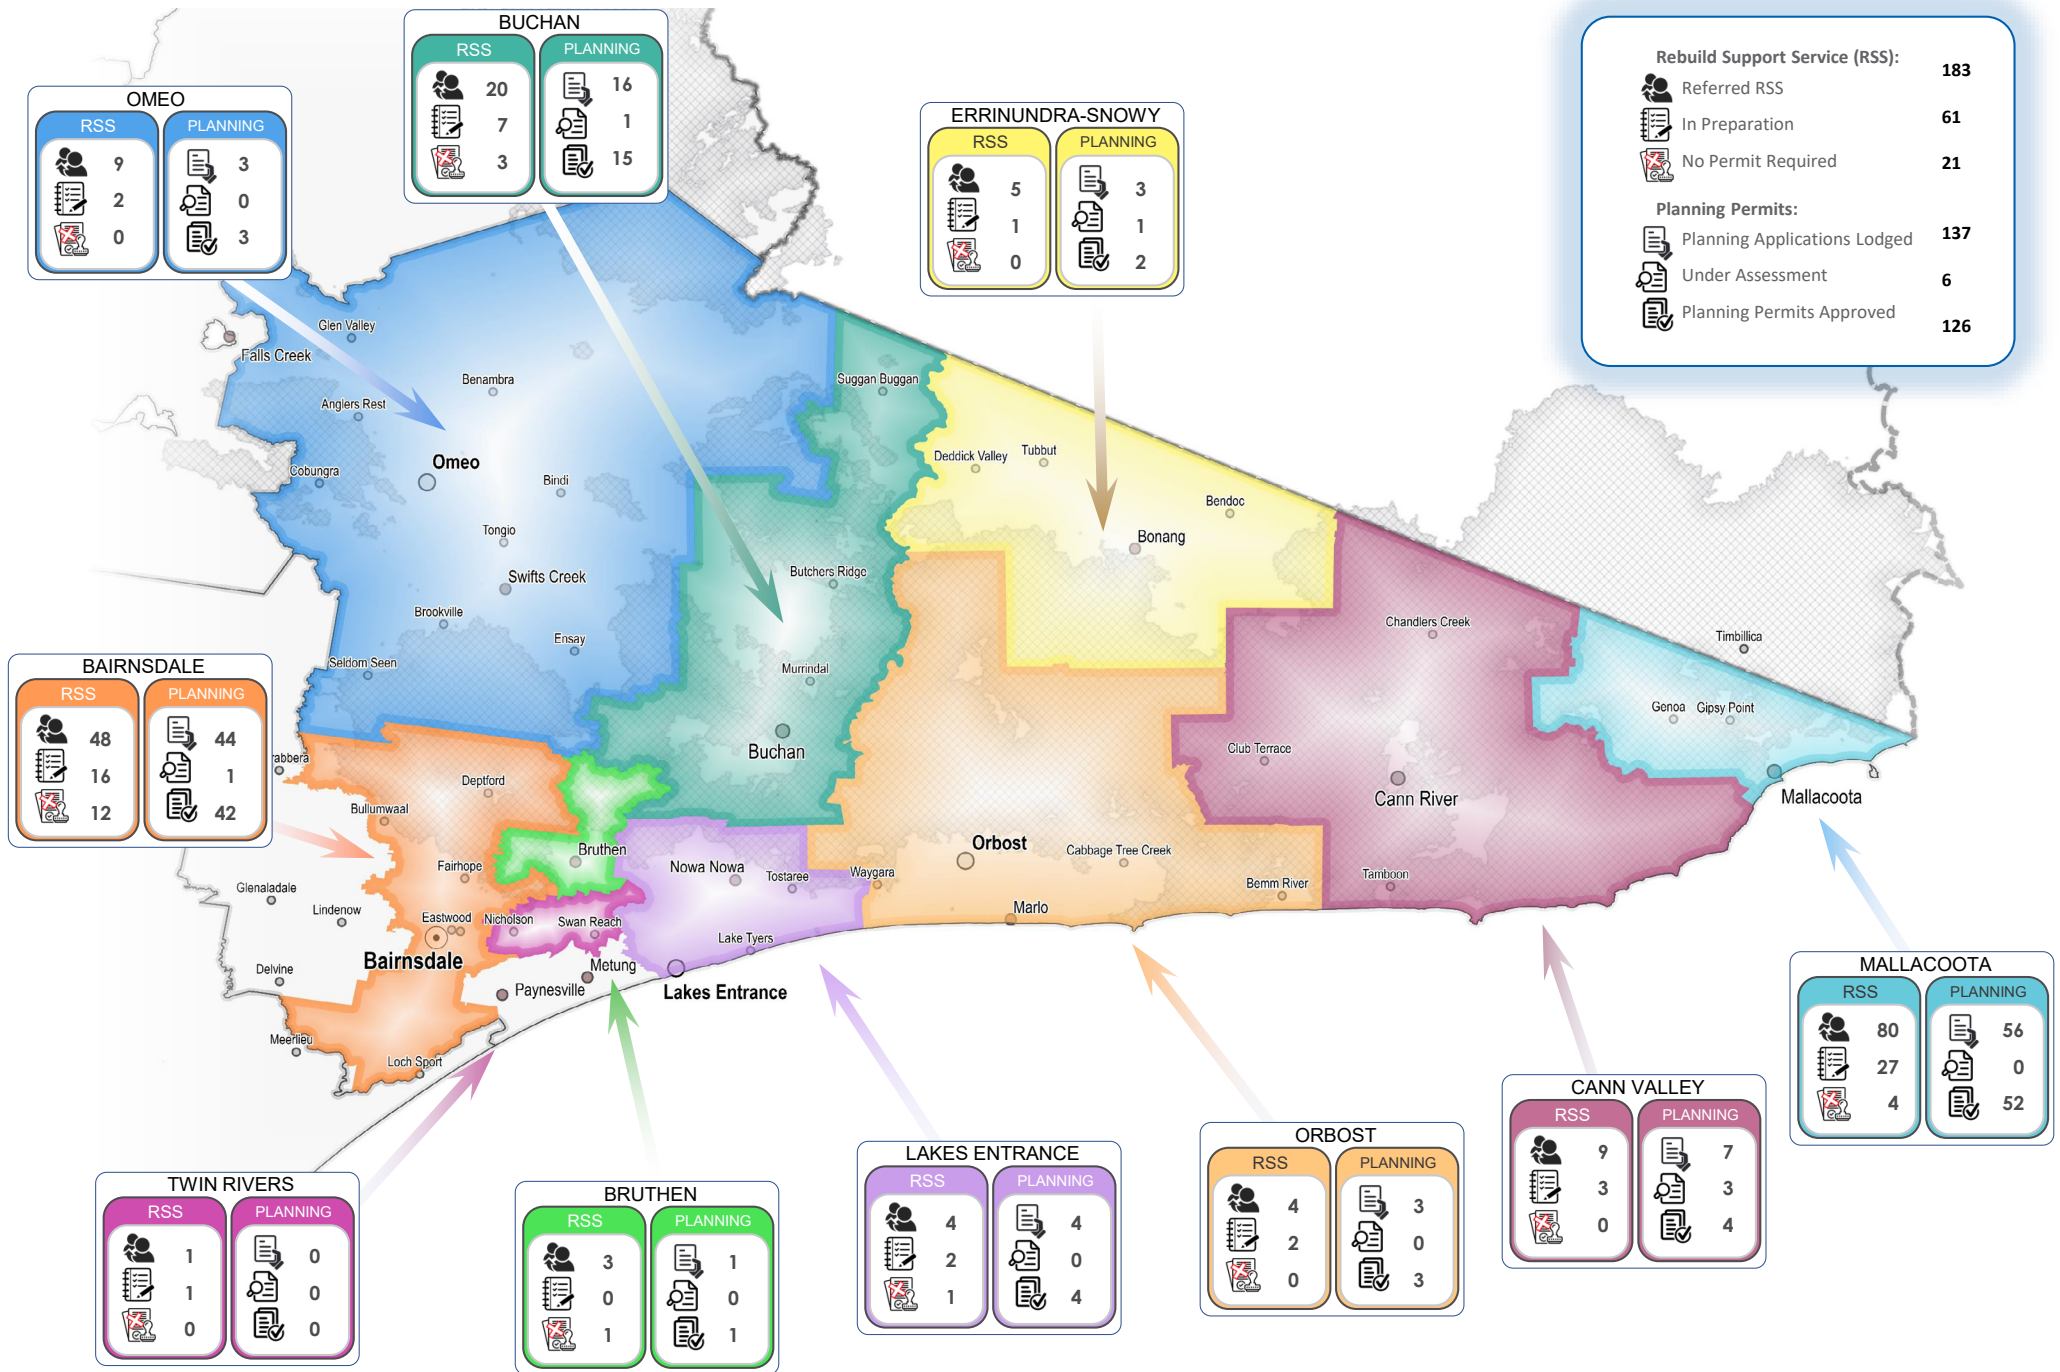 BUCHAN
RSS PLANNING
20 16
7 1
3 15
OMEO
RSS PLANNING
9 3
2 0
0 3
ERRINUNDRA-SNOWY
RSS PLANNING
5 3
1 1
0 2
Rebuild Support Service (RSS):
Referred RSS 183
In Preparation 61
No Permit Required 21
Planning Permits:
Planning Applications Lodged 137
Under Assessment 6
Planning Permits Approved 126
Glen Valley
Falls Creek
Benambra
Anglers Rest
Omeo
Cobungra
Bindi
Tongio
Swifts Creek
Brookville
Ensay
Seldom Seen
Suggan Buggan
Butchers Ridge
Murrindal
Buchan
Deddick Valley
Tubbut
Bendoc
Bonang
Chandlers Creek
Club Terrace
Cann River
Tamboon
Timbillica
Genoa
Gipsy Point
Mallacoota
BAIRNSDALE
RSS PLANNING
48 44
16 1
12 42
rabbera
Deptford
Bullumwaal
Fairhope
Bruthen
Nowa Nowa
Tostaree
Waygara
Orbost
Cabbage Tree Creek
Bemm River
Marlo
Glenaladale
Lindenow
Eastwood
Nicholson
Swan Reach
Lake Tyers
Bairnsdale
Metung
Delvine
Paynesville
Lakes Entrance
Meerlieu
Loch Sport
MALLACOOTA
RSS PLANNING
80 56
27 0
4 52
CANN VALLEY
RSS PLANNING
9 7
3 3
0 4
ORBOST
RSS PLANNING
4 3
2 0
0 3
LAKES ENTRANCE
RSS PLANNING
4 4
2 0
1 4
BRUTHEN
RSS PLANNING
3 1
0 0
1 1
TWIN RIVERS
RSS PLANNING
1 0
1 0
0 0